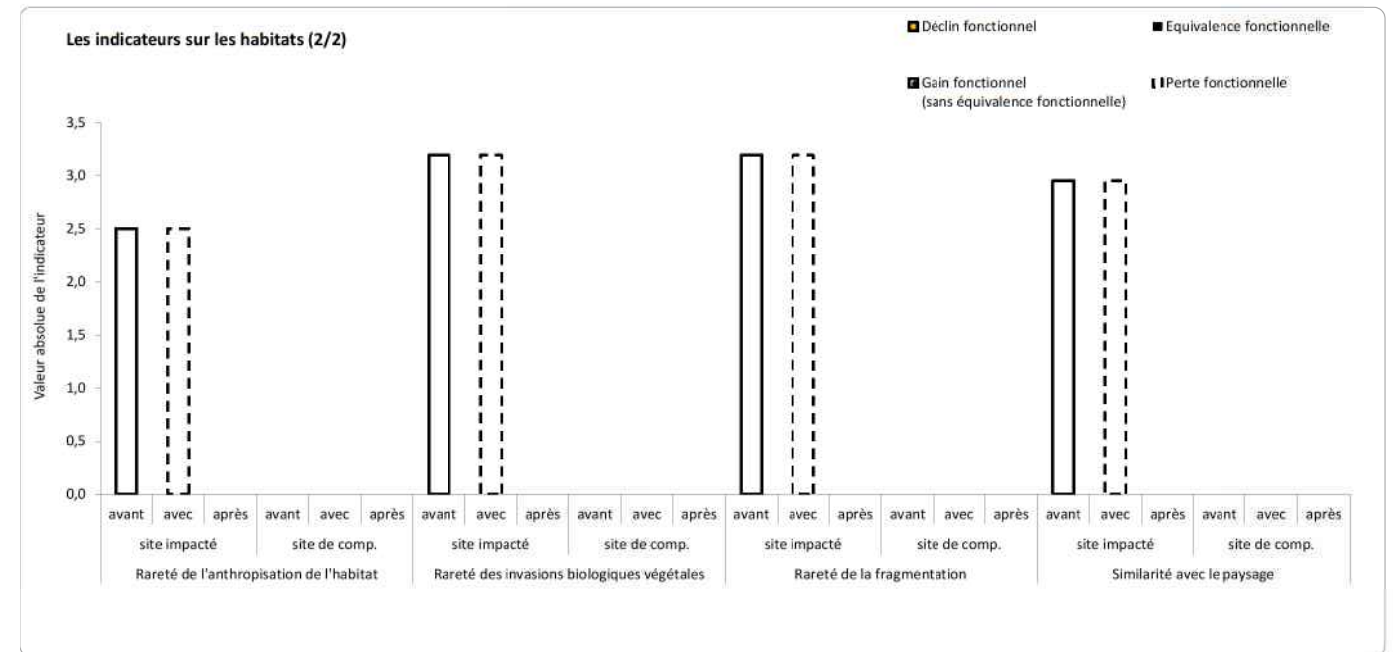 Les indicateurs sur les habitats (2/2)
Déclin fonctionnel
Equivalence fonctionnelle
Gain fonctionnel
(sans équivalence fonctionnelle)
Perte fonctionnelle
Valeur absolue de l'indicateur
3,5
3,0
2,5
2,0
1,5
1,0
0,5
0,0
avant avec après avant avec après avant avec après avant avec après avant avec après avant avec après avant avec après avant avec après
site impacté site de comp. site impacté site de comp. site impacté site de comp. site impacté site de comp.
Rareté de l'anthropisation de l'habitat Rareté des invasions biologiques végétales Rareté de la fragmentation Similarité avec le paysage